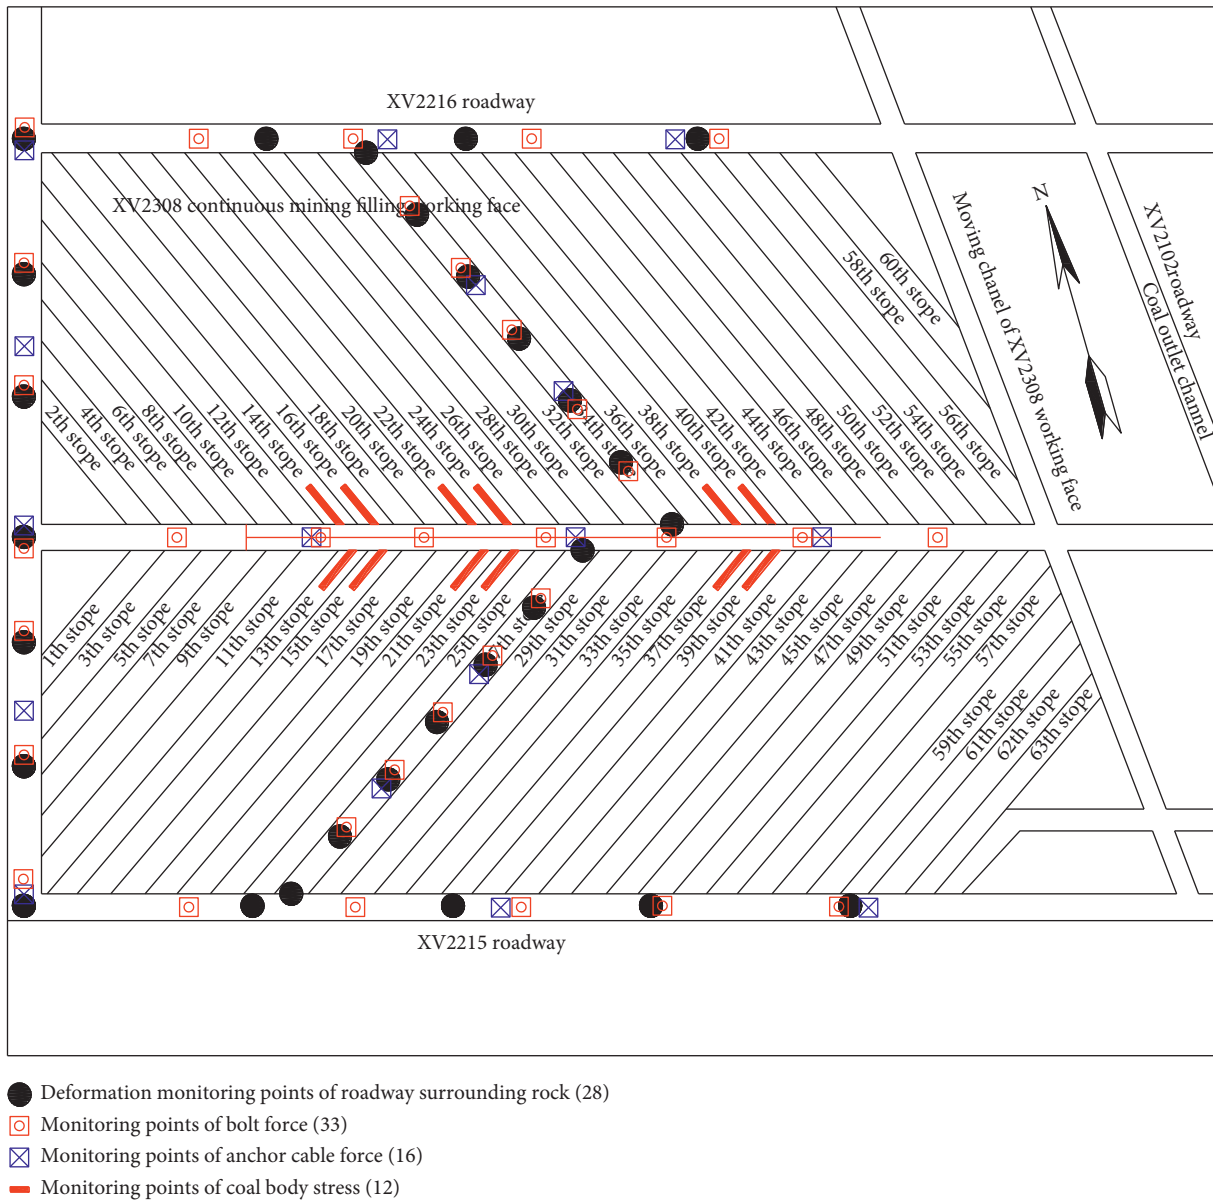 XV2216 roadway
XV2308 continuous mining filling working face
Z
Moving chanel of XV2308 working face
XV2102roadway
Coal outlet channel
58th stope
60th stope
2th stope
4th stope
6th stope
8th stope
10th stope
12th stope
14th stope
16th stope
18th stope
20th stope
22th stope
24th stope
26th stope
28th stope
30th stope
32th stope
34th stope
36th stope
38th stope
40th stope
42th stope
44th stope
46th stope
48th stope
50th stope
52th stope
54th stope
56th stope
1th stope
3th stope
5th stope
7th stope
9th stope
11th stope
13th stope
15th stope
17th stope
19th stope
21th stope
23th stope
25th stope
27th stope
29th stope
31th stope
33th stope
35th stope
37th stope
39th stope
41th stope
43th stope
45th stope
47th stope
49th stope
51th stope
53th stope
55th stope
57th stope
59th stope
61th stope
62th stope
63th stope
XV2215 roadway
Deformation monitoring points of roadway surrounding rock (28)
Monitoring points of bolt force (33)
Monitoring points of anchor cable force (16)
Monitoring points of coal body stress (12)